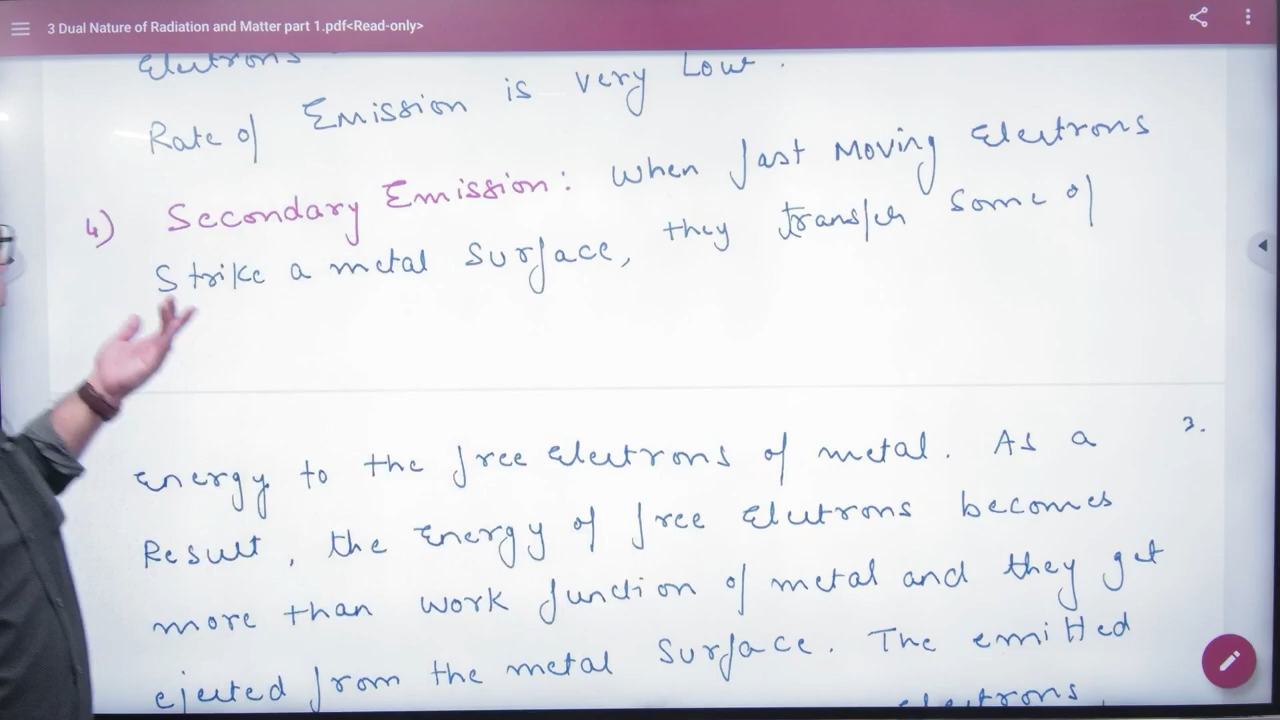 3 Dual Nature of Radiation and Matter part 1.pdf<Read-only>
Electrons
Rate of Emission is very Low.
4) Secondary Emission: When fast Moving Electrons
Strike a metal surface, they transfer some of
3.
Energy to the free electrons of metal. As a
Result, the Energy of free Electrons becomes
more than work function of metal and they get
ejected from the metal surface. The emitted
electrons